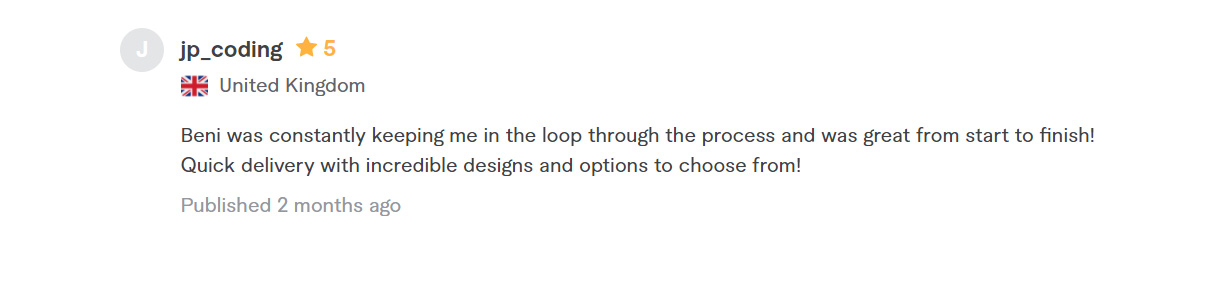 J
jp_coding ★ 5
United Kingdom
Beni was constantly keeping me in the loop through the process and was great from start to finish!
Quick delivery with incredible designs and options to choose from!
Published 2 months ago